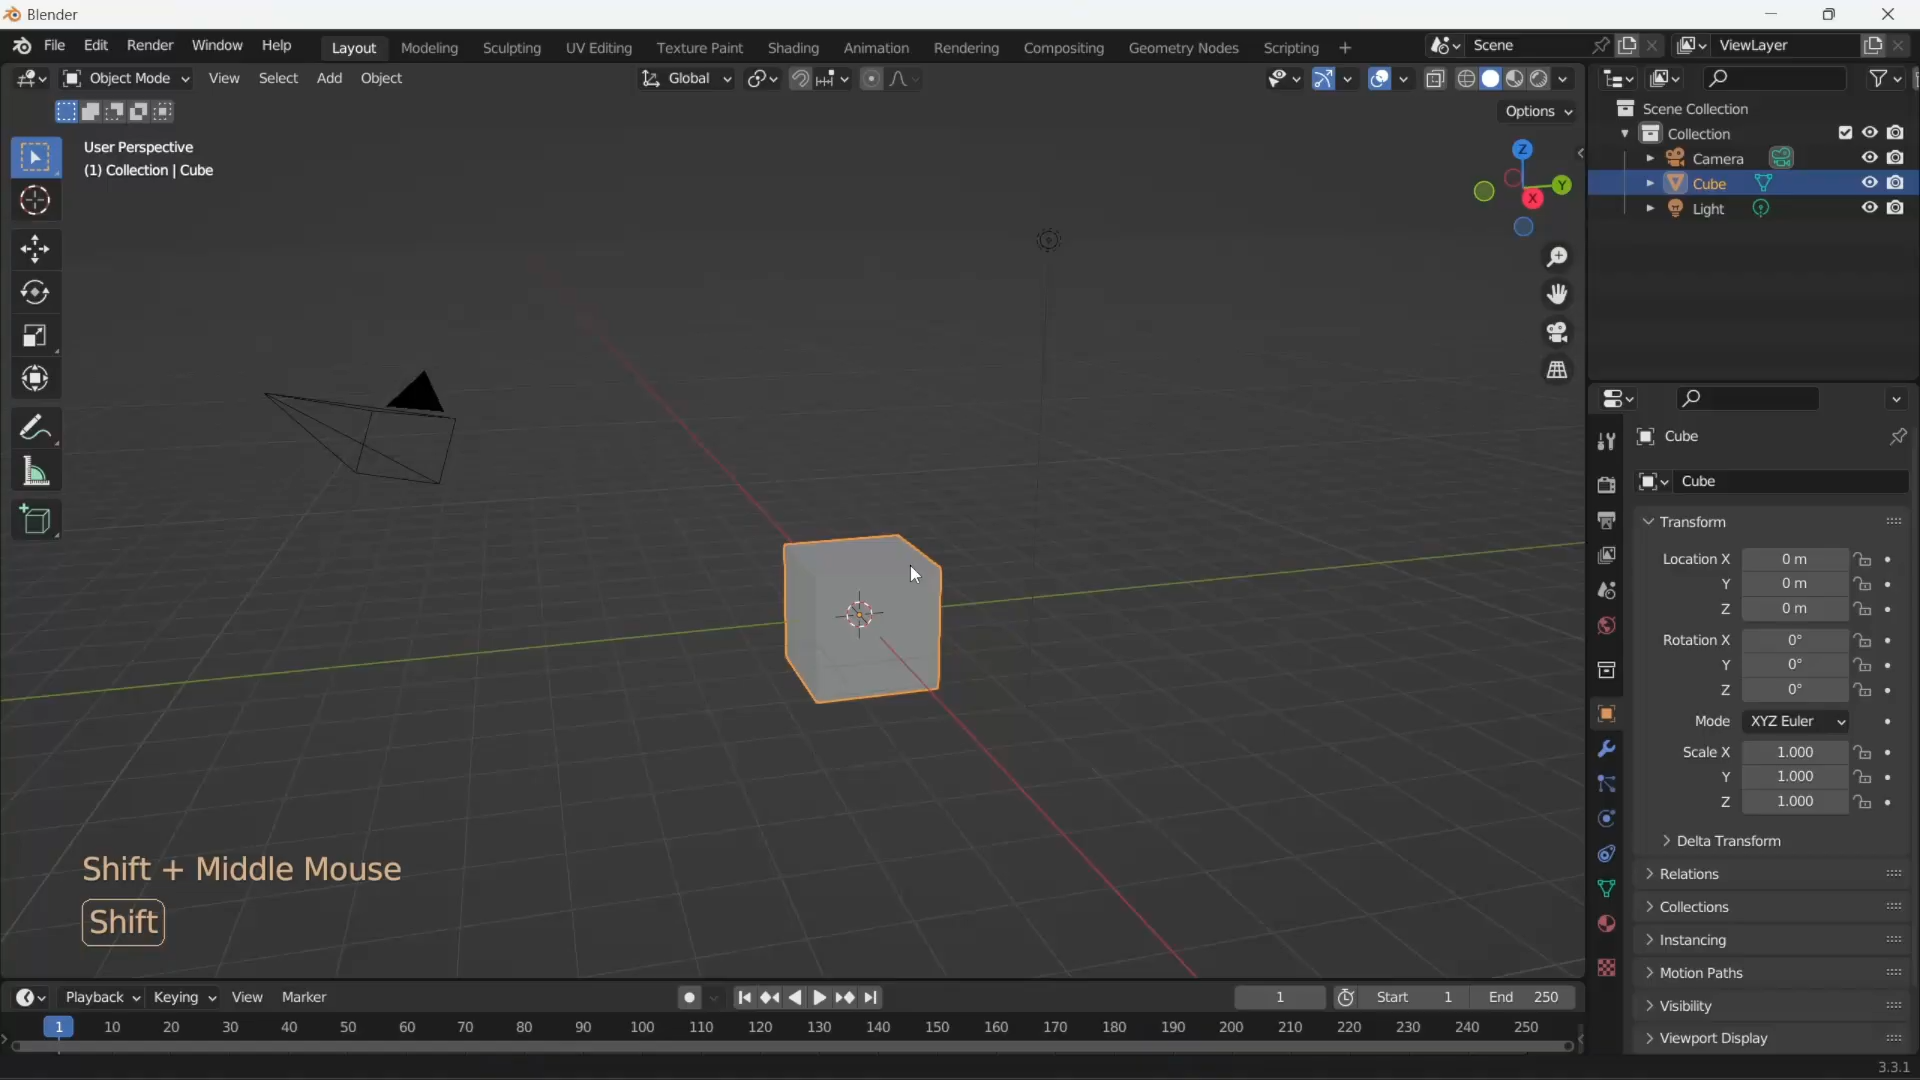 Blender
File Edit Render Window Help Layout Modeling Sculpting UV Editing Texture Paint Shading Animation Rendering Compositing Geometry Nodes Scripting + Scene ViewLayer
Object Mode View Select Add Object Global
Options
User Perspective
(1) Collection | Cube
Z
Y
X
Scene Collection
Collection
Camera
Cube
Light
Cube
Cube
Transform
Location X 0 m
Y 0 m
Z 0 m
Rotation X 0°
Y 0°
Z 0°
Mode XYZ Euler
Scale X 1.000
Y 1.000
Z 1.000
Delta Transform
Relations
Collections
Instancing
Motion Paths
Visibility
Viewport Display
Shift + Middle Mouse
Shift
Playback Keying View Marker 1 Start 1 End 250
1 10 20 30 40 50 60 70 80 90 100 110 120 130 140 150 160 170 180 190 200 210 220 230 240 250
3.3.1